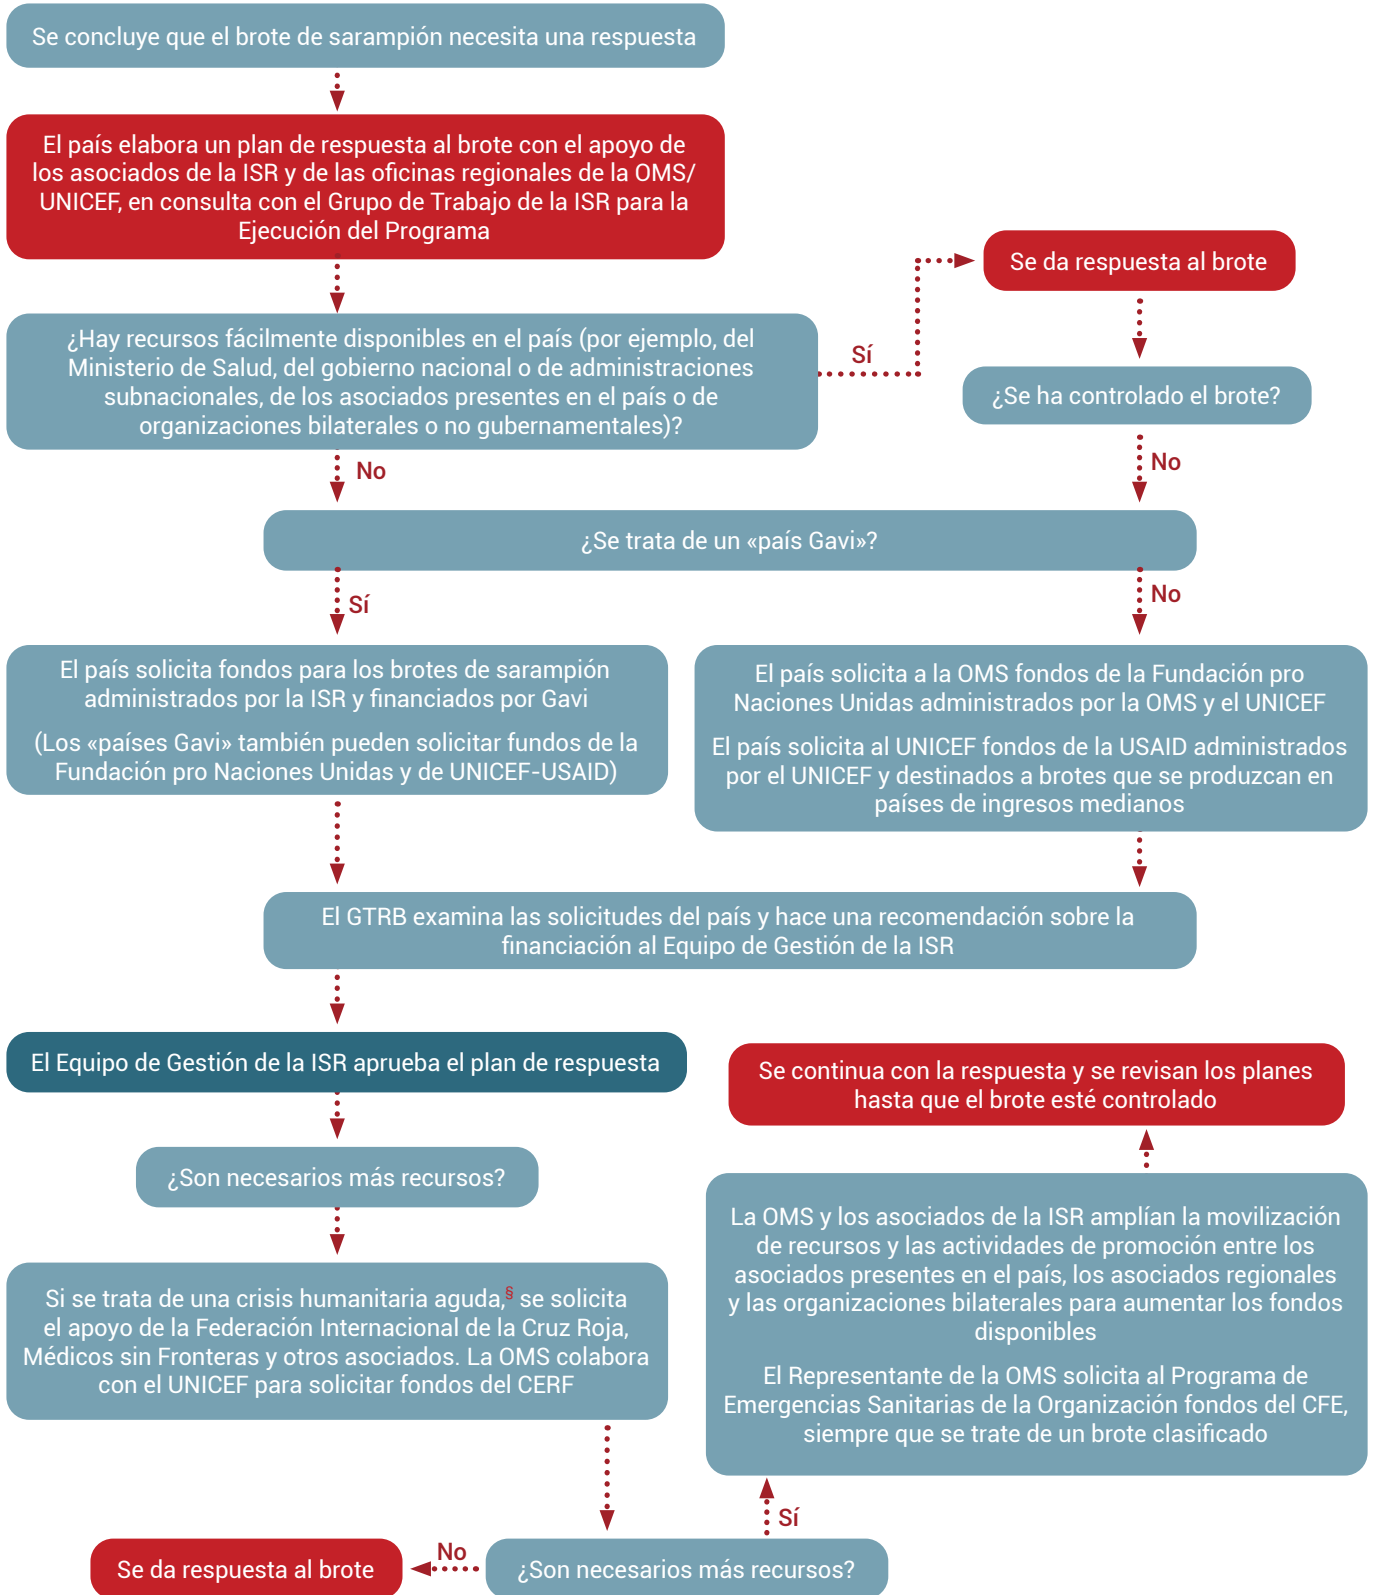 Se concluye que el brote de sarampión necesita una respuesta
El país elabora un plan de respuesta al brote con el apoyo de
los asociados de la ISR y de las oficinas regionales de la OMS/
UNICEF, en consulta con el Grupo de Trabajo de la ISR para la
Ejecución del Programa
Se da respuesta al brote
¿Hay recursos fácilmente disponibles en el país (por ejemplo, del
Ministerio de Salud, del gobierno nacional o de administraciones
subnacionales, de los asociados presentes en el país o de
organizaciones bilaterales o no gubernamentales)?
Sí
¿Se ha controlado el brote?
No
No
¿Se trata de un «país Gavi»?
Sí
No
El país solicita fondos para los brotes de sarampión
administrados por la ISR y financiados por Gavi
(Los «países Gavi» también pueden solicitar fundos de la
Fundación pro Naciones Unidas y de UNICEF-USAID)
El país solicita a la OMS fondos de la Fundación pro
Naciones Unidas administrados por la OMS y el UNICEF
El país solicita al UNICEF fondos de la USAID administrados
por el UNICEF y destinados a brotes que se produzcan en
países de ingresos medianos
El GTRB examina las solicitudes del país y hace una recomendación sobre la
financiación al Equipo de Gestión de la ISR
El Equipo de Gestión de la ISR aprueba el plan de respuesta
Se continua con la respuesta y se revisan los planes
hasta que el brote esté controlado
¿Son necesarios más recursos?
La OMS y los asociados de la ISR amplían la movilización
de recursos y las actividades de promoción entre los
asociados presentes en el país, los asociados regionales
y las organizaciones bilaterales para aumentar los fondos
disponibles
El Representante de la OMS solicita al Programa de
Emergencias Sanitarias de la Organización fondos del CFE,
siempre que se trate de un brote clasificado
Si se trata de una crisis humanitaria aguda,§ se solicita
el apoyo de la Federación Internacional de la Cruz Roja,
Médicos sin Fronteras y otros asociados. La OMS colabora
con el UNICEF para solicitar fondos del CERF
Sí
Se da respuesta al brote
No
¿Son necesarios más recursos?